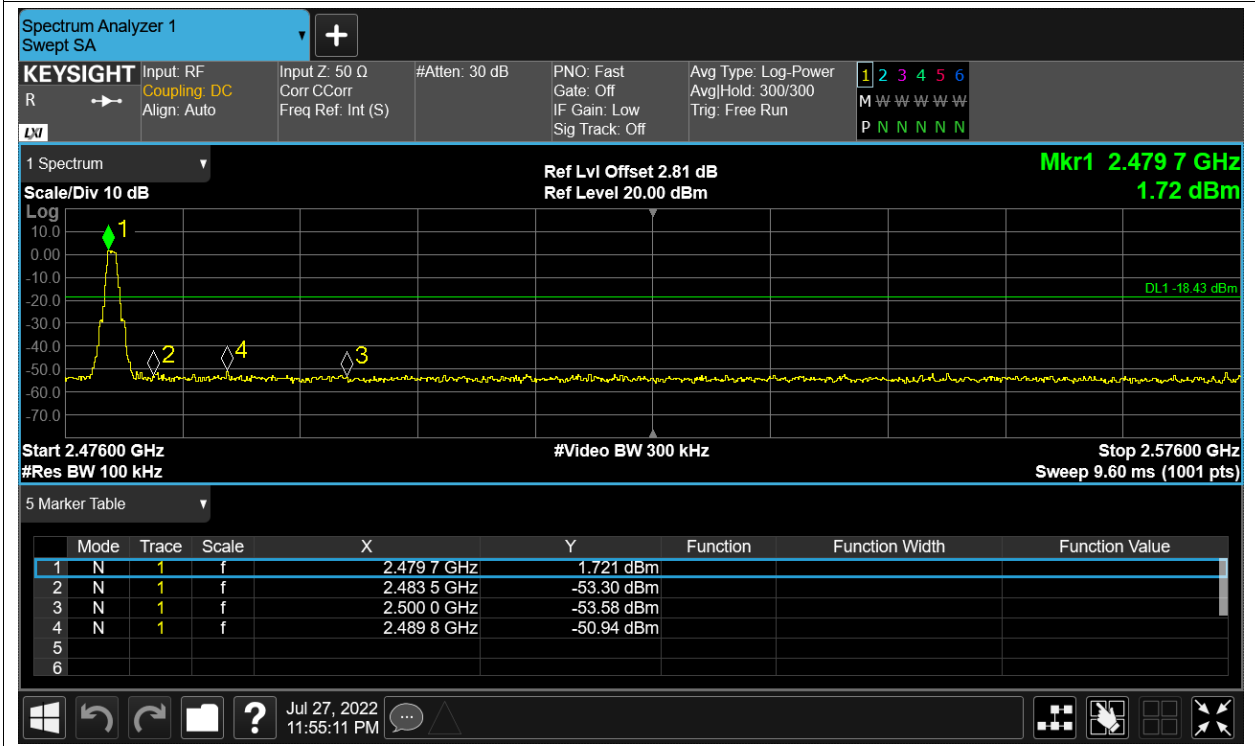 Spectrum Analyzer 1
Swept SA
+
KEYSIGHT Input: RF Input Z: 50 Ω #Atten: 30 dB PNO: Fast Avg Type: Log-Power 1 2 3 4 5 6
R Coupling: DC Corr CCorr Gate: Off Avg|Hold: 300/300 M W W W W W
Align: Auto Freq Ref: Int (S) IF Gain: Low Trig: Free Run
LXI Sig Track: Off P N N N N N
1 Spectrum Ref Lvl Offset 2.81 dB Mkr1 2.479 7 GHz
Scale/Div 10 dB Ref Level 20.00 dBm 1.72 dBm
Log
10.0 1
0.00
-10.0
DL1 -18.43 dBm
-20.0
-30.0
-40.0 2 4 3
-50.0
-60.0
-70.0
Start 2.47600 GHz #Video BW 300 kHz Stop 2.57600 GHz
#Res BW 100 kHz Sweep 9.60 ms (1001 pts)
5 Marker Table
Mode Trace Scale X Y Function Function Width Function Value
1 N 1 f 2.479 7 GHz 1.721 dBm
2 N 1 f 2.483 5 GHz -53.30 dBm
3 N 1 f 2.500 0 GHz -53.58 dBm
4 N 1 f 2.489 8 GHz -50.94 dBm
5
6
? Jul 27, 2022
11:55:11 PM